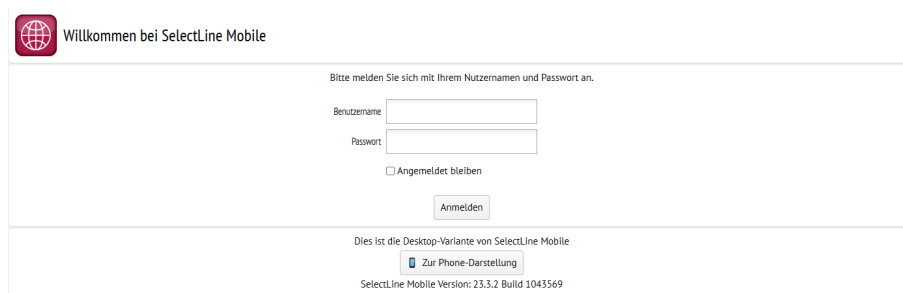 Willkommen bei SelectLine Mobile
Bitte melden Sie sich mit Ihrem Nutzernamen und Passwort an.
Benutzername
Passwort
Angemeldet bleiben
Anmelden
Dies ist die Desktop-Variante von SelectLine Mobile
Zur Phone-Darstellung
SelectLine Mobile Version: 23.3.2 Build 1043569